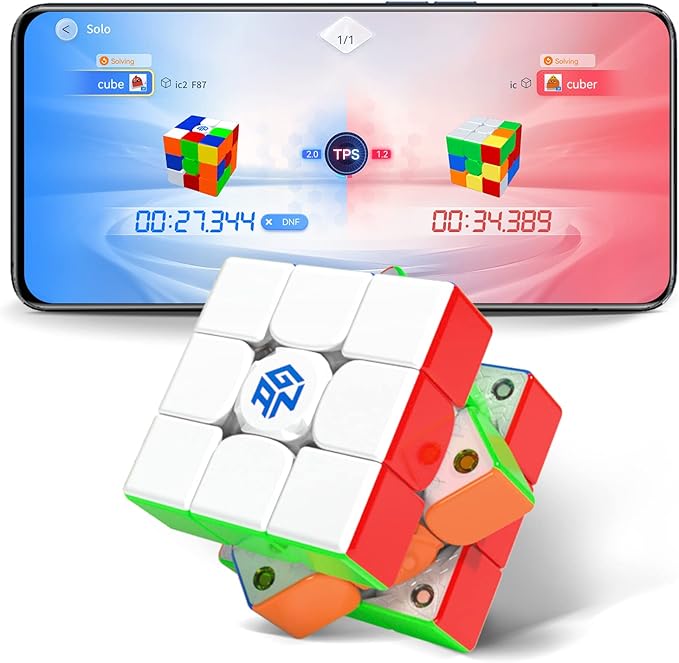 < Solo
1/1
Solving
Solving
cube
ic2 F87
ic
cuber
2.0 TPS 1.2
00:27.344 × DNF
00:34.389
GAN